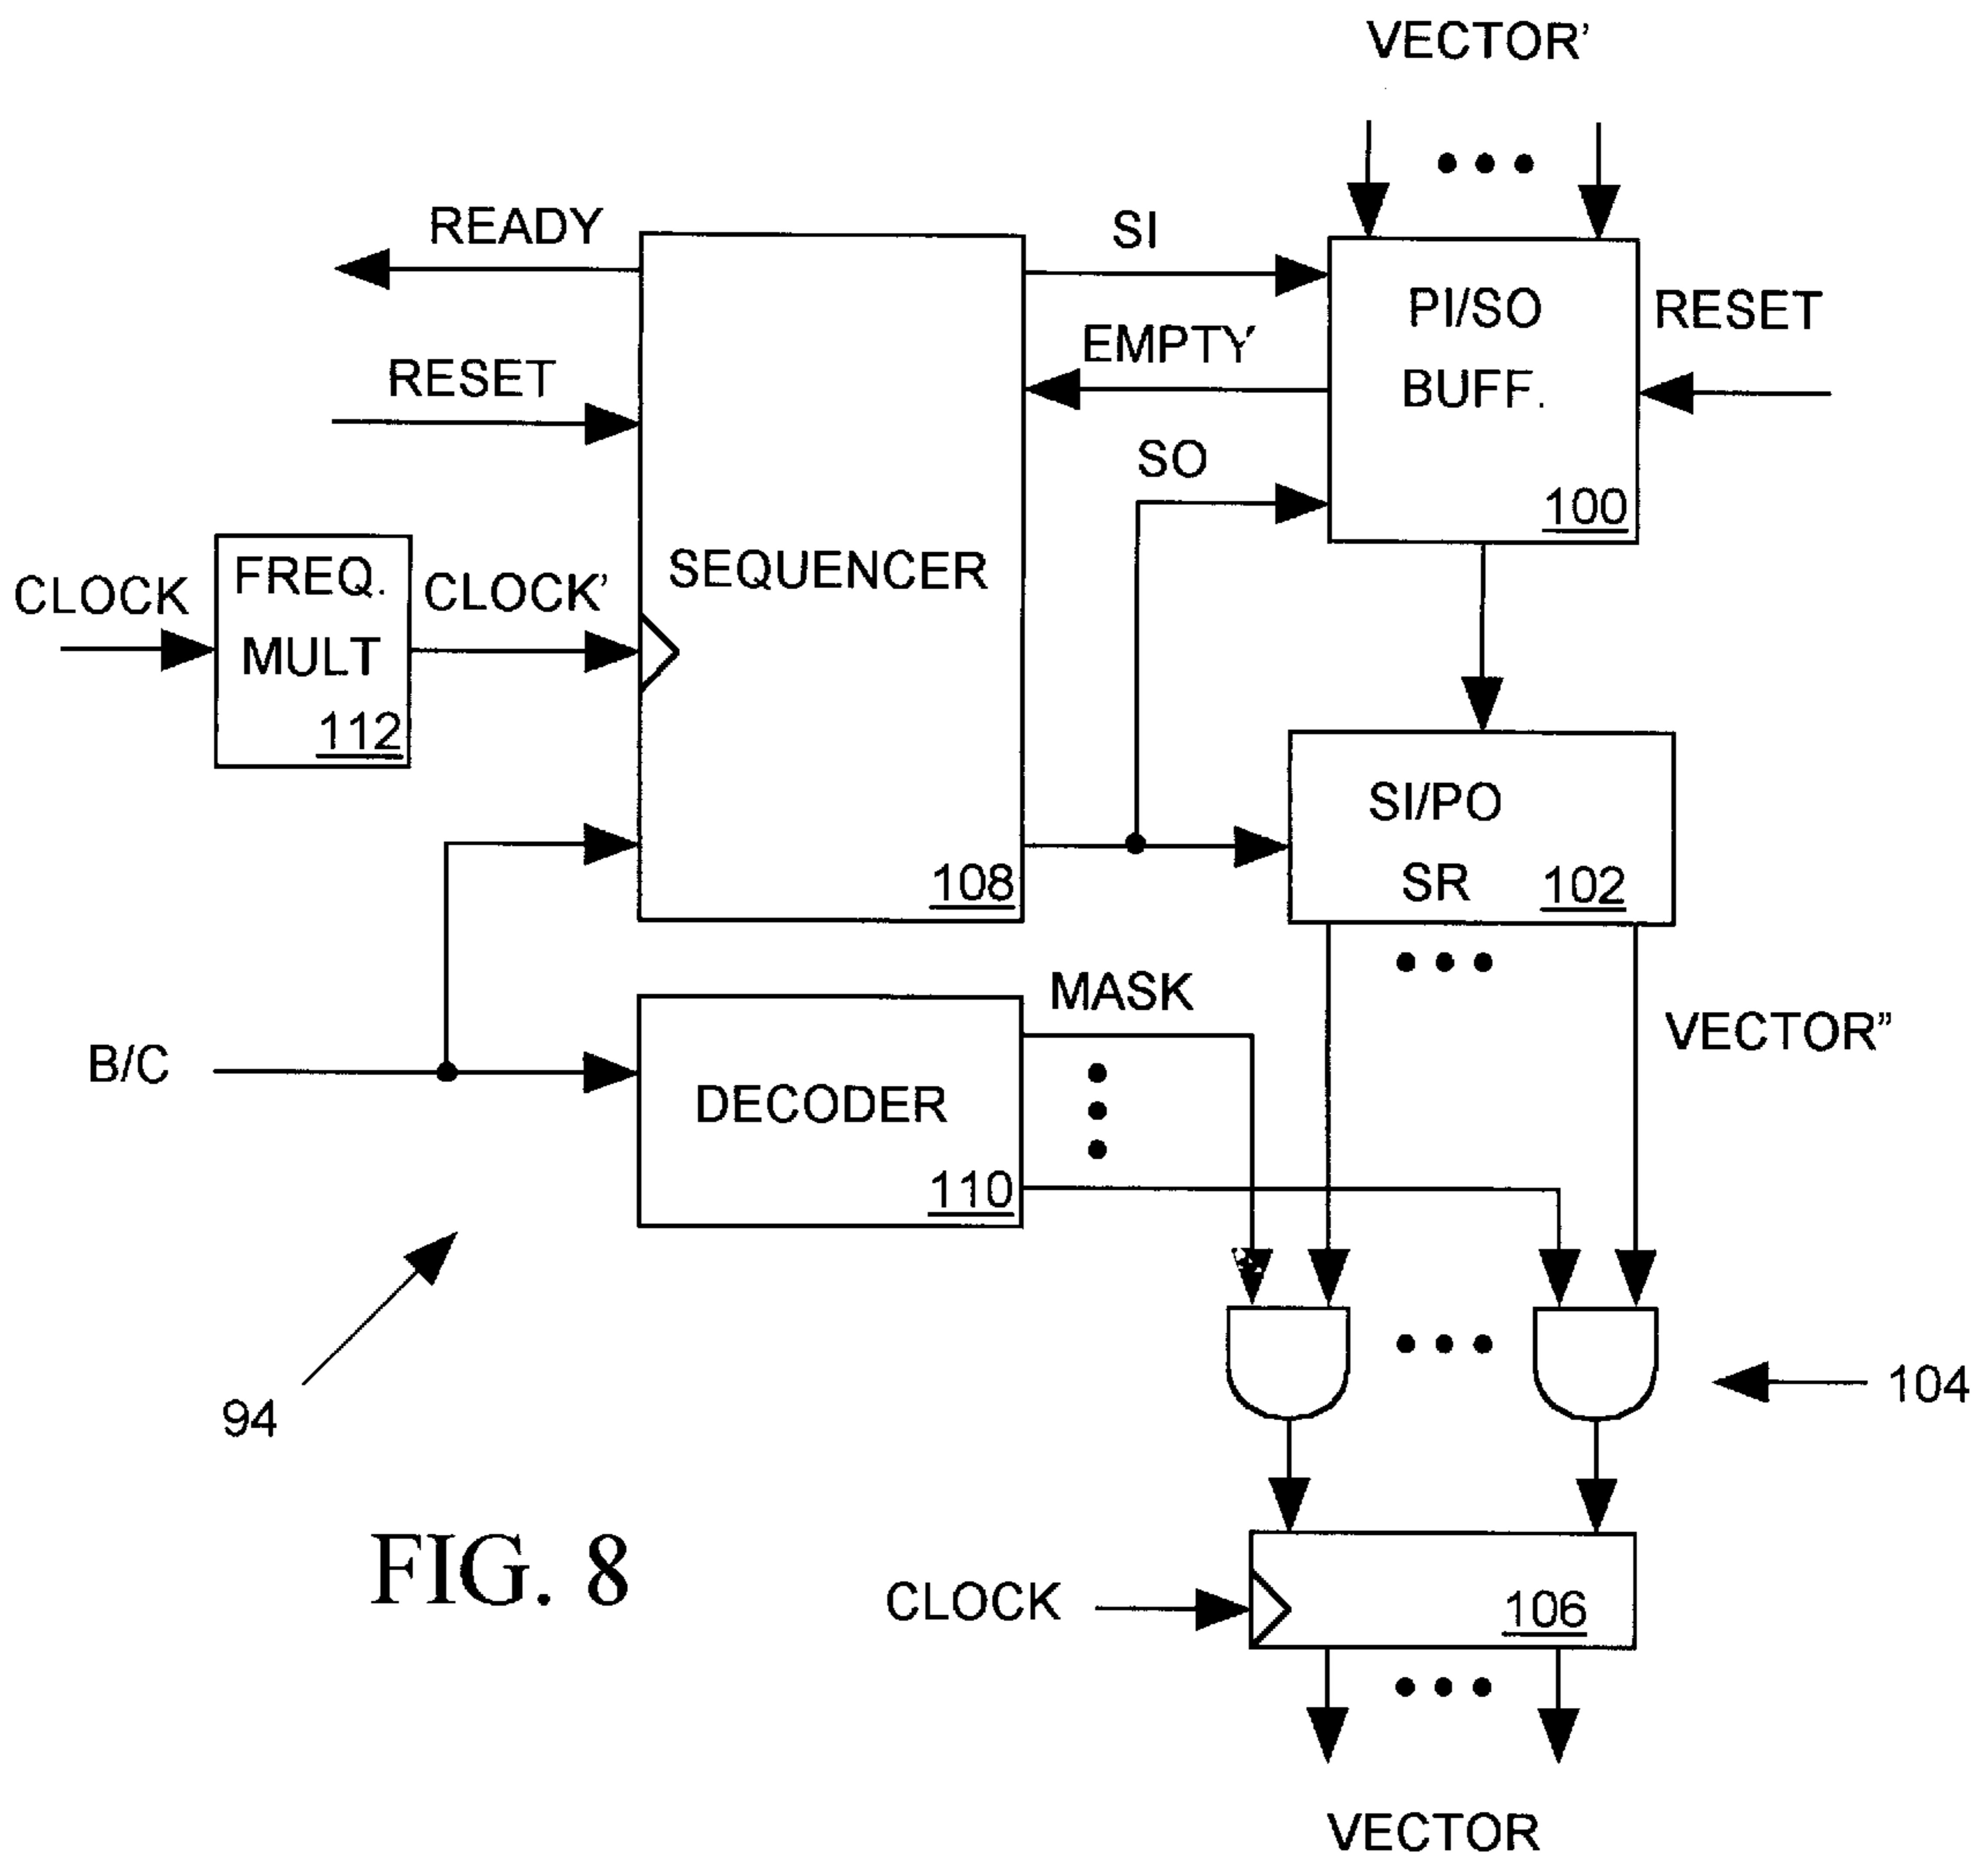 VECTOR'
READY
SI
RESET
EMPTY
PI/SO
BUFF.
100
RESET
SO
CLOCK
FREQ.
MULT
112
CLOCK'
SEQUENCER
108
SI/PO
SR
102
MASK
VECTOR"
B/C
DECODER
110
94
104
FIG. 8
CLOCK
106
VECTOR